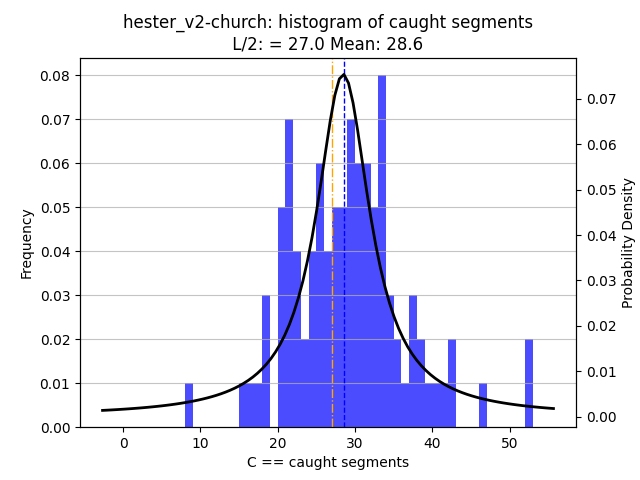 hester_v2-church: histogram of caught segments
L/2: = 27.0 Mean: 28.6
0.08
0.07
0.06
0.05
0.04
0.03
0.02
0.01
0.00
Frequency
0.07
0.06
0.05
0.04
0.03
0.02
0.01
0.00
Probability Density
0 10 20 30 40 50
C == caught segments